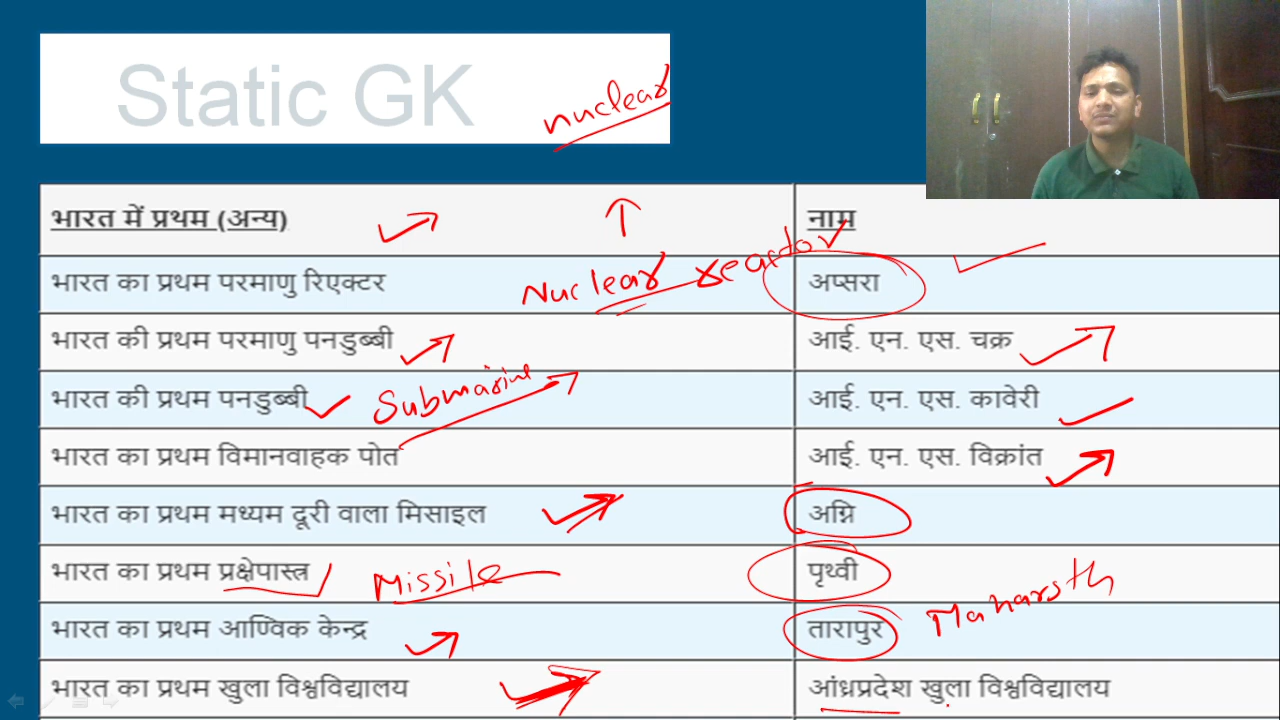 Static GK
nuclear
भारत में प्रथम (अन्य) नाम
भारत का प्रथम परमाणु रिएक्टर Nuclear reactor अप्सरा
भारत की प्रथम परमाणु पनडुब्बी आई. एन. एस. चक्र
भारत की प्रथम पनडुब्बी Submarine आई. एन. एस. कावेरी
भारत का प्रथम विमानवाहक पोत आई. एन. एस. विक्रांत
भारत का प्रथम मध्यम दूरी वाला मिसाइल अग्नि
भारत का प्रथम प्रक्षेपास्त्र Missile पृथ्वी
भारत का प्रथम आण्विक केन्द्र तारापुर Maharsth
भारत का प्रथम खुला विश्वविद्यालय आंध्रप्रदेश खुला विश्वविद्यालय